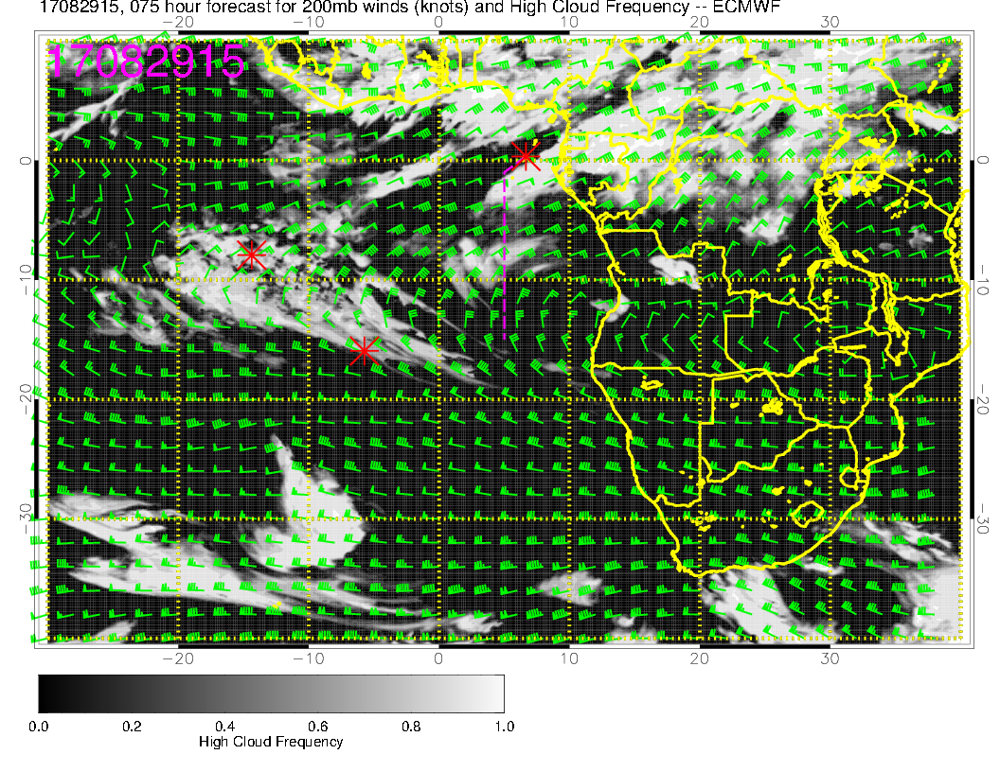 17082915, 075 hour forecast for 200mb winds (knots) and High Cloud Frequency -- ECMWF
−20 −10 0 10 20 30
17082915
0 0
−10 −10
−20 −20
−30 −30
−20 −10 0 10 20 30
0.0 0.2 0.4 0.6 0.8 1.0
High Cloud Frequency